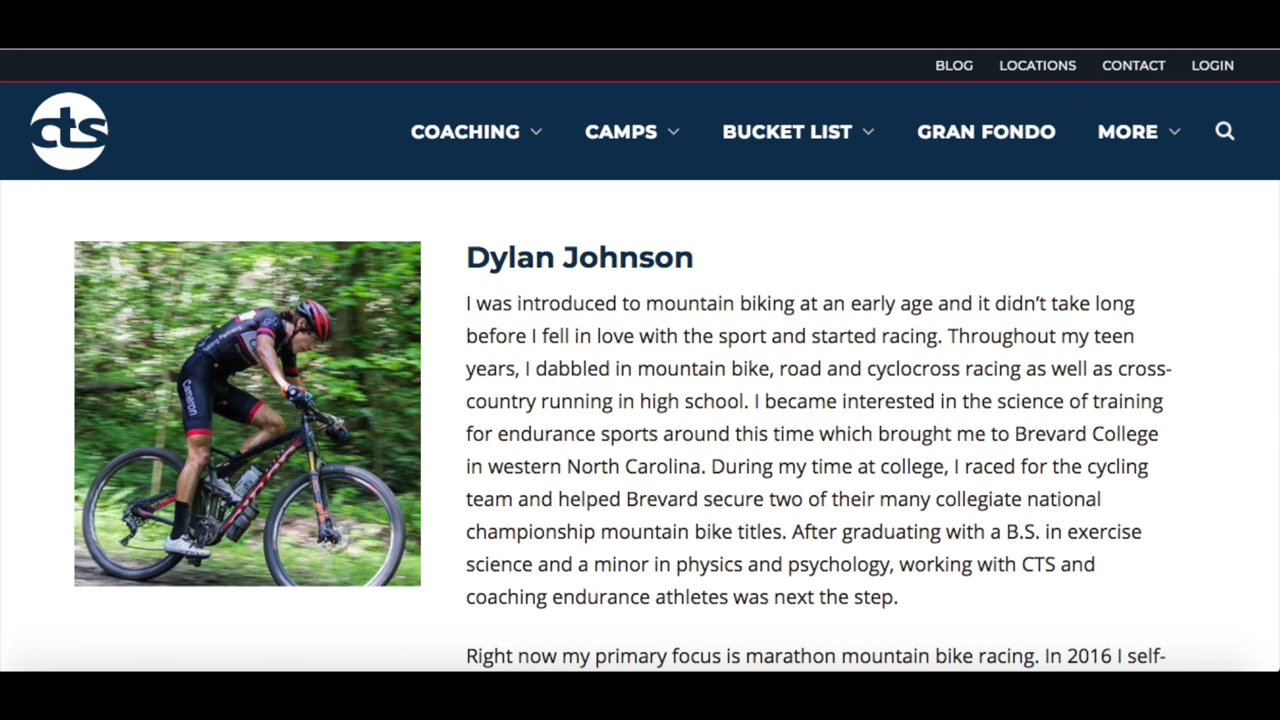 BLOG LOCATIONS CONTACT LOGIN
cts
COACHING CAMPS BUCKET LIST GRAN FONDO MORE
Dylan Johnson
I was introduced to mountain biking at an early age and it didn’t take long
before I fell in love with the sport and started racing. Throughout my teen
years, I dabbled in mountain bike, road and cyclocross racing as well as cross-
country running in high school. I became interested in the science of training
for endurance sports around this time which brought me to Brevard College
in western North Carolina. During my time at college, I raced for the cycling
team and helped Brevard secure two of their many collegiate national
championship mountain bike titles. After graduating with a B.S. in exercise
science and a minor in physics and psychology, working with CTS and
coaching endurance athletes was next the step.
Right now my primary focus is marathon mountain bike racing. In 2016 I self-
Cameron